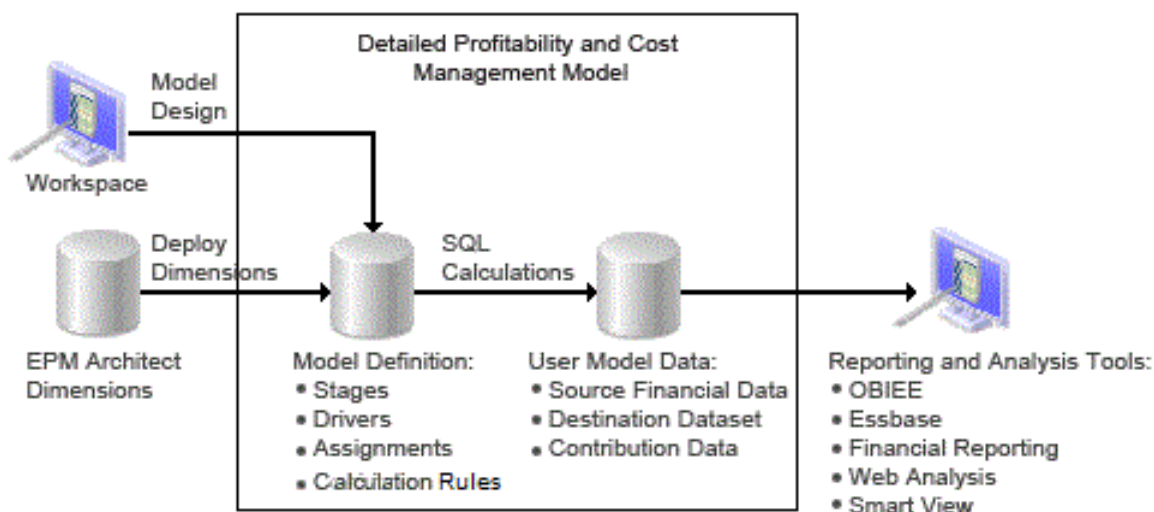 Detailed Profitability and Cost
Management Model
Model
Design
Workspace
Deploy
Dimensions
SQL
Calculations
EPM Architect
Dimensions
Model Definition:
• Stages
• Drivers
• Assignments
• Calculation Rules
User Model Data:
• Source Financial Data
• Destination Dataset
• Contribution Data
Reporting and Analysis Tools:
• OBIEE
• Essbase
• Financial Reporting
• Web Analysis
• Smart View